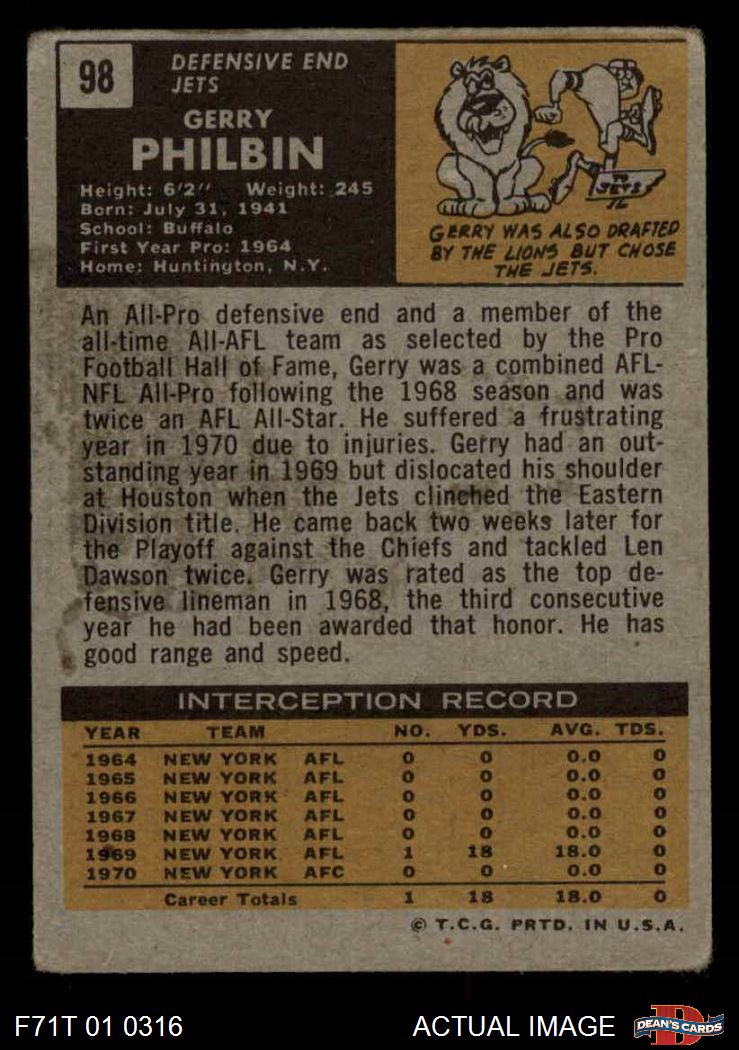 98
DEFENSIVE END
JETS
GERRY
PHILBIN
Height: 6'2" Weight: 245
Born: July 31, 1941
School: Buffalo
First Year Pro: 1964
Home: Huntington, N.Y.
TO
JETS
GERRY WAS ALSO DRAFTED
BY THE LIONS BUT CHOSE
THE JETS.
An All-Pro defensive end and a member of the
all-time All-AFL team as selected by the Pro
Football Hall of Fame, Gerry was a combined AFL-
NFL All-Pro following the 1968 season and was
twice an AFL All-Star. He suffered a frustrating
year in 1970 due to injuries. Gerry had an out-
standing year in 1969 but dislocated his shoulder
at Houston when the Jets clinched the Eastern
Division title. He came back two weeks later for
the Playoff against the Chiefs and tackled Len
Dawson twice. Gerry was rated as the top de-
fensive lineman in 1968, the third consecutive
year he had been awarded that honor. He has
good range and speed.
INTERCEPTION RECORD
YEAR TEAM NO. YDS. AVG. TDS.
1964 NEW YORK AFL 0 0 0.0 0
1965 NEW YORK AFL 0 0 0.0 0
1966 NEW YORK AFL 0 0 0.0 0
1967 NEW YORK AFL 0 0 0.0 0
1968 NEW YORK AFL 0 0 0.0 0
1969 NEW YORK AFL 1 18 18.0 0
1970 NEW YORK AFC 0 0 0.0 0
Career Totals 1 18 18.0 0
© T.C.G. PRTD. IN U.S.A.
F71T 01 0316 ACTUAL IMAGE D DEAN'S CARDS